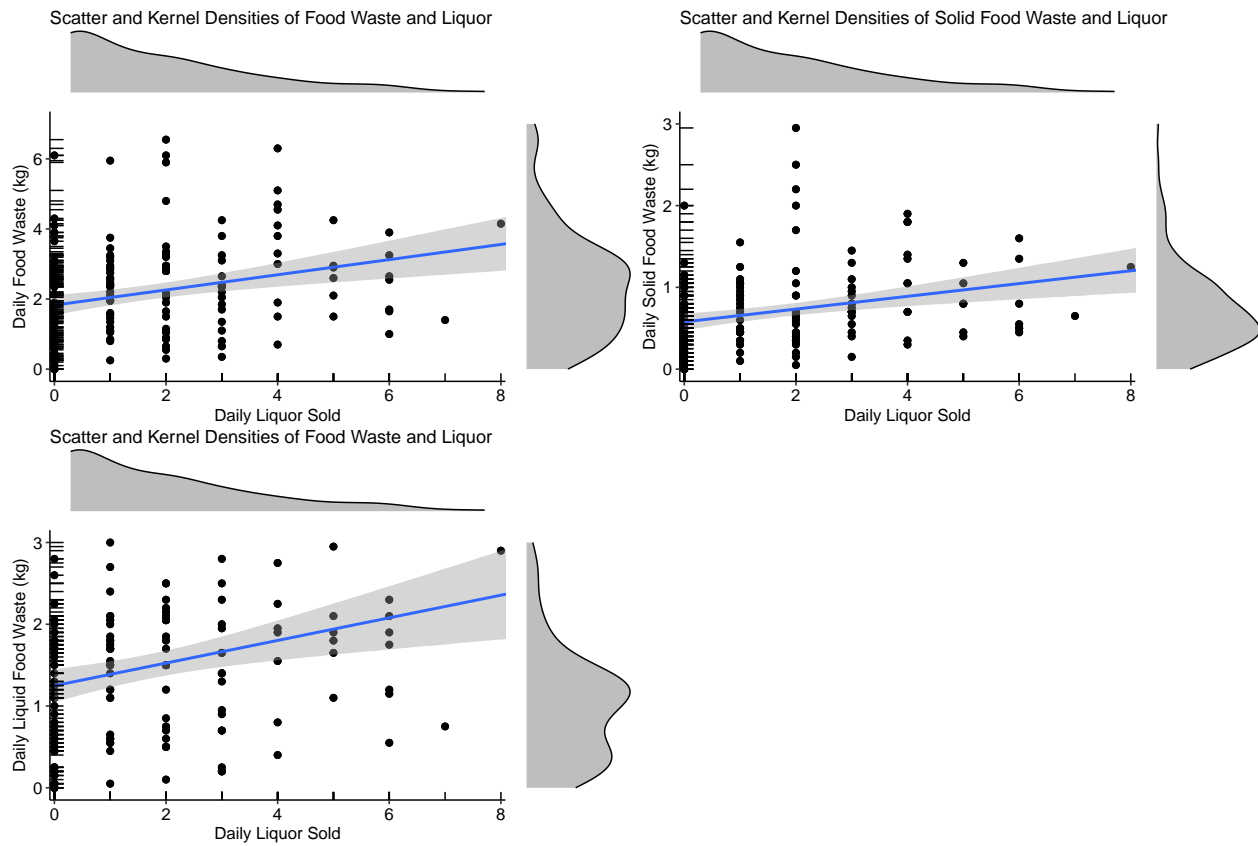 Scatter and Kernel Densities of Food Waste and Liquor
Daily Food Waste (kg)
6
4
2
0
0 2 4 6 8
Daily Liquor Sold
Scatter and Kernel Densities of Solid Food Waste and Liquor
Daily Solid Food Waste (kg)
3
2
1
0
0 2 4 6 8
Daily Liquor Sold
Scatter and Kernel Densities of Food Waste and Liquor
Daily Liquid Food Waste (kg)
3
2
1
0
0 2 4 6 8
Daily Liquor Sold